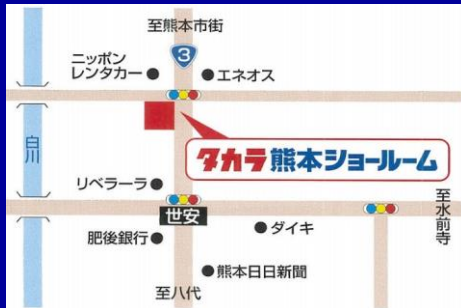 至熊本市街
3
ニッポン
レンタカー
エネオス
白川
タカラ 熊本ショールーム
リベラーラ
世安
至水前寺
肥後銀行
ダイキ
熊本日日新聞
至八代